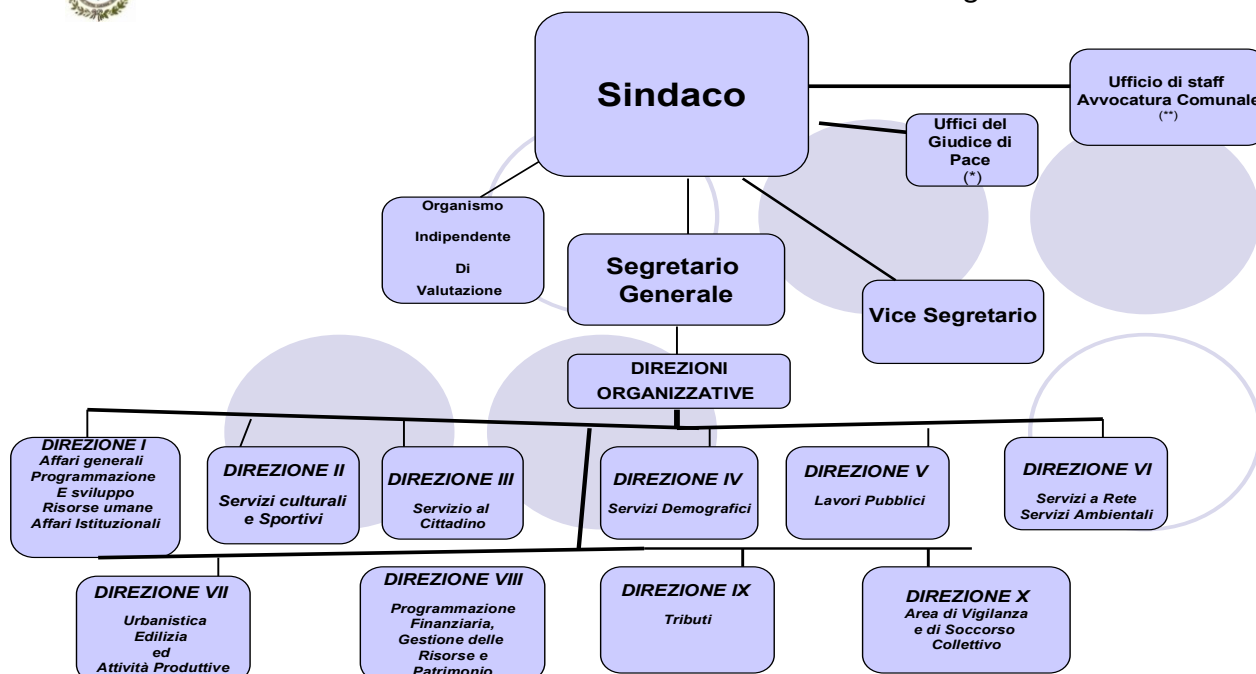 Sindaco
Ufficio di staff
Avvocatura Comunale
(**)
Uffici del
Giudice di
Pace
(*)
Organismo
Indipendente
Di
Valutazione
Segretario
Generale
Vice Segretario
DIREZIONI
ORGANIZZATIVE
DIREZIONE I
Affari generali
Programmazione
E sviluppo
Risorse umane
Affari Istituzionali
DIREZIONE II
Servizi culturali
e Sportivi
DIREZIONE III
Servizio al
Cittadino
DIREZIONE IV
Servizi Demografici
DIREZIONE V
Lavori Pubblici
DIREZIONE VI
Servizi a Rete
Servizi Ambientali
DIREZIONE VII
Urbanistica
Edilizia
ed
Attività Produttive
DIREZIONE VIII
Programmazione
Finanziaria,
Gestione delle
Risorse e
Patrimonio
DIREZIONE IX
Tributi
DIREZIONE X
Area di Vigilanza
e di Soccorso
Collettivo